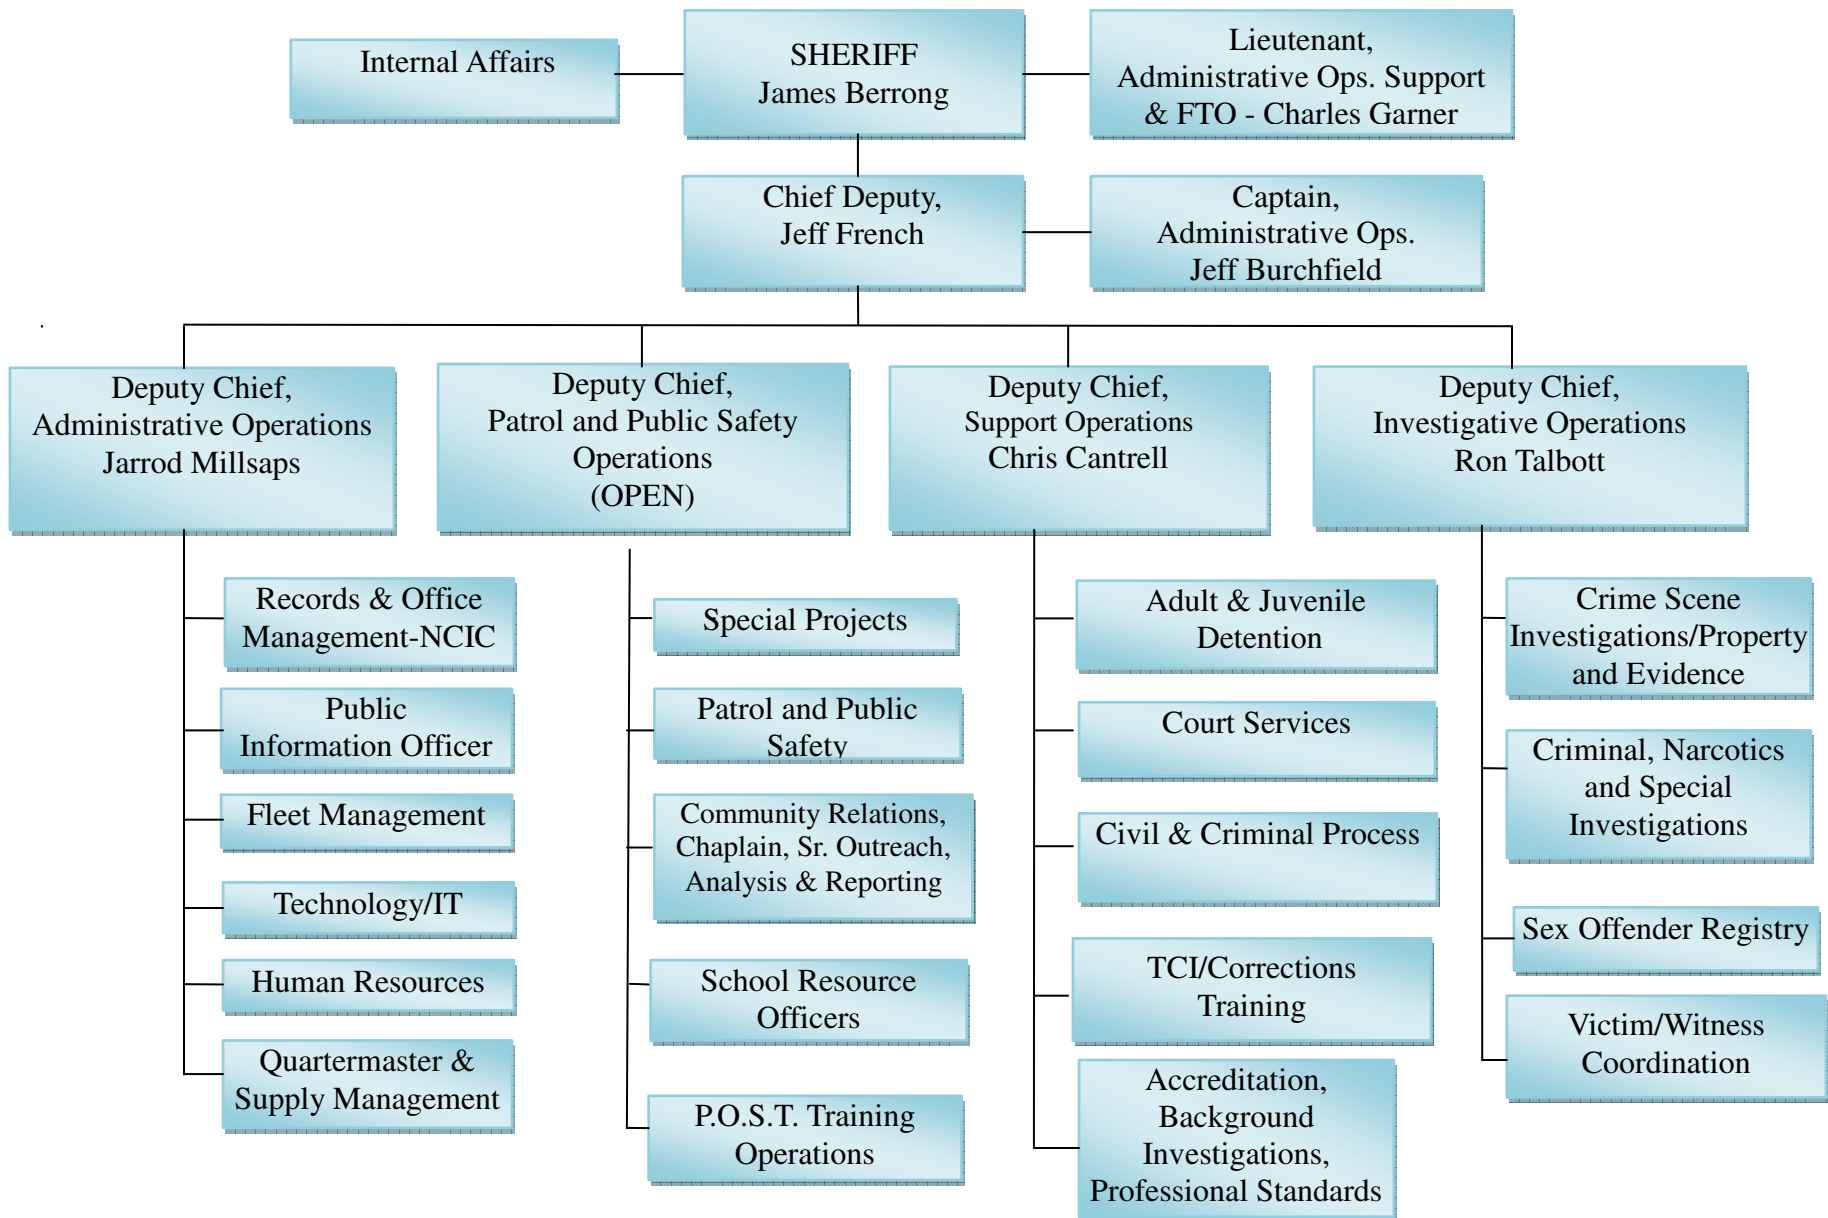 Internal Affairs
SHERIFF
James Berrong
Lieutenant,
Administrative Ops. Support
& FTO - Charles Garner
Chief Deputy,
Jeff French
Captain,
Administrative Ops.
Jeff Burchfield
Deputy Chief,
Administrative Operations
Jarrod Millsaps
Deputy Chief,
Patrol and Public Safety
Operations
(OPEN)
Deputy Chief,
Support Operations
Chris Cantrell
Deputy Chief,
Investigative Operations
Ron Talbott
Records & Office
Management-NCIC
Public
Information Officer
Fleet Management
Technology/IT
Human Resources
Quartermaster &
Supply Management
Special Projects
Patrol and Public
Safety
Community Relations,
Chaplain, Sr. Outreach,
Analysis & Reporting
School Resource
Officers
P.O.S.T. Training
Operations
Adult & Juvenile
Detention
Court Services
Civil & Criminal Process
TCI/Corrections
Training
Accreditation,
Background
Investigations,
Professional Standards
Crime Scene
Investigations/Property
and Evidence
Criminal, Narcotics
and Special
Investigations
Sex Offender Registry
Victim/Witness
Coordination